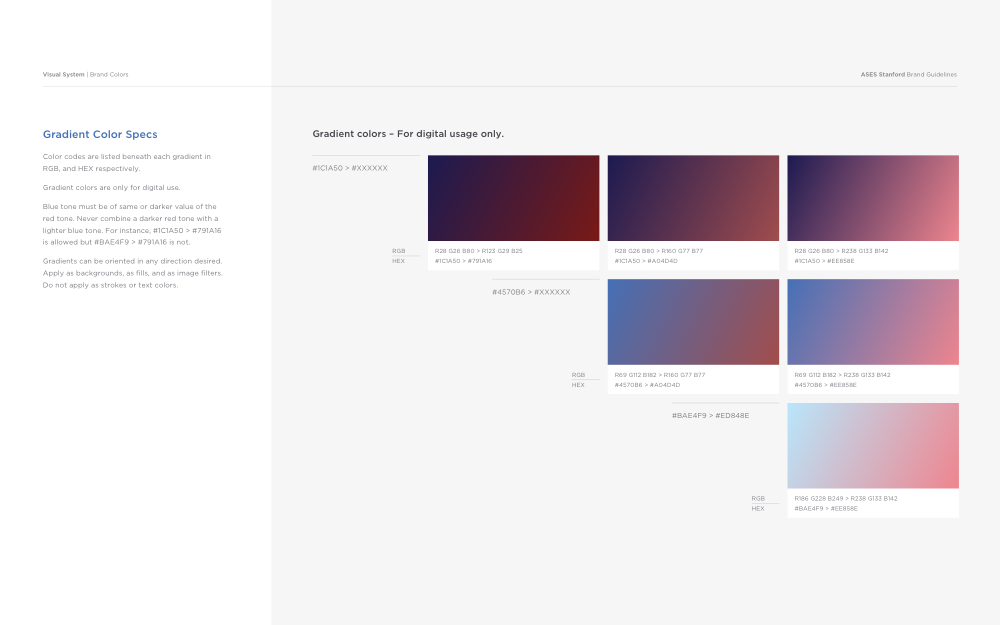 Visual System | Brand Colors
ASES Stanford Brand Guidelines
Gradient Color Specs
Color codes are listed beneath each gradient in
RGB, and HEX respectively.
Gradient colors are only for digital use.
Blue tone must be of same or darker value of the
red tone. Never combine a darker red tone with a
lighter blue tone. For instance, #1C1A50 > #791A16
is allowed but #BAE4F9 > #791A16 is not.
Gradients can be oriented in any direction desired.
Apply as backgrounds, as fills, and as image filters.
Do not apply as strokes or text colors.
Gradient colors – For digital usage only.
#1C1A50 > #XXXXXX
RGB
HEX
R28 G26 B80 > R123 G29 B25
#1C1A50 > #791A16
R28 G26 B80 > R160 G77 B77
#1C1A50 > #A04D4D
R28 G26 B80 > R238 G133 B142
#1C1A50 > #EE858E
#4570B6 > #XXXXXX
RGB
HEX
R69 G112 B182 > R160 G77 B77
#4570B6 > #A04D4D
R69 G112 B182 > R238 G133 B142
#4570B6 > #EE858E
#BAE4F9 > #ED848E
RGB
HEX
R186 G228 B249 > R238 G133 B142
#BAE4F9 > #EE858E